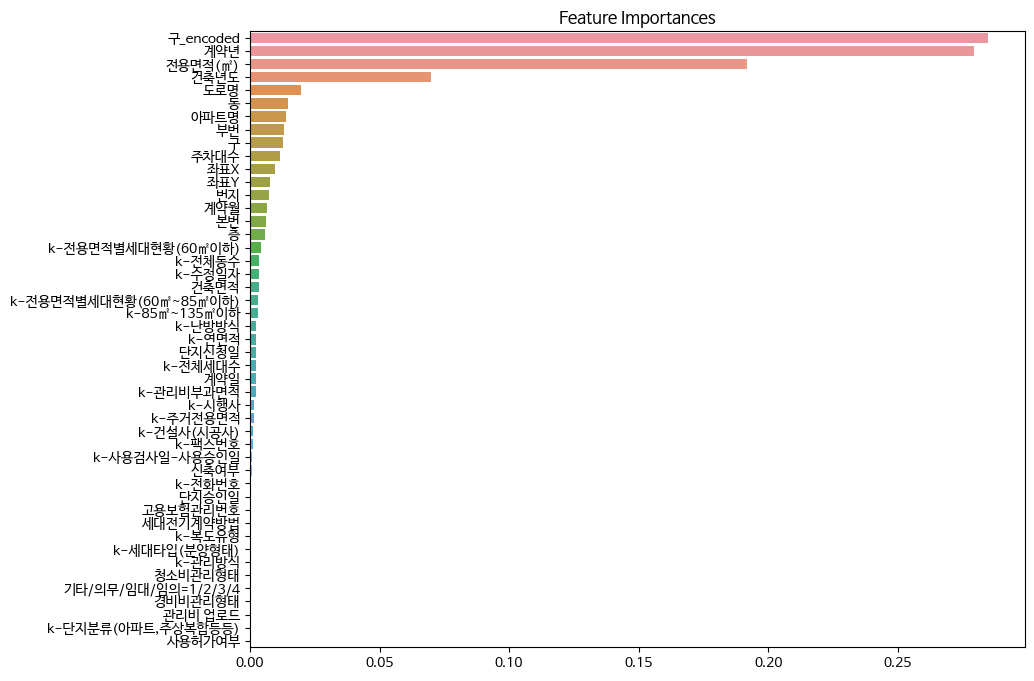 Feature Importances
구_encoded
계약년
전용면적(㎡)
건축년도
도로명
동
아파트명
부번
구
주차대수
좌표X
좌표Y
번지
계약월
본번
층
k-전용면적별세대현황(60㎡이하)
k-전체동수
k-수정일자
건축면적
k-전용면적별세대현황(60㎡~85㎡이하)
k-85㎡~135㎡이하
k-난방방식
k-연면적
단지신청일
k-전체세대수
계약일
k-관리비부과면적
k-시행사
k-주거전용면적
k-건설사(시공사)
k-팩스번호
k-사용검사일-사용승인일
신축여부
k-전화번호
단지승인일
고용보험관리번호
세대전기계약방법
k-복도유형
k-세대타입(분양형태)
k-관리방식
청소비관리형태
기타/의무/임대/임의=1/2/3/4
경비비관리형태
관리비 업로드
k-단지분류(아파트,주상복합등등)
사용허가여부
0.00 0.05 0.10 0.15 0.20 0.25